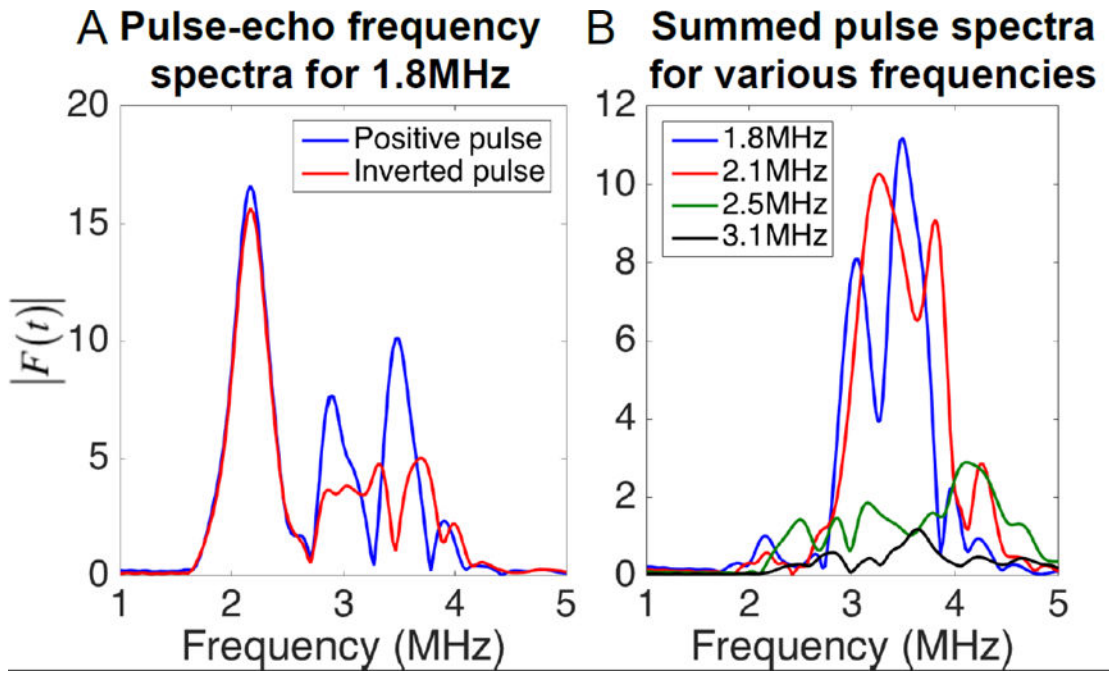 A Pulse-echo frequency
spectra for 1.8MHz
20
15
10
5
0
|F(t)|
Positive pulse
Inverted pulse
1 2 3 4 5
Frequency (MHz)
B Summed pulse spectra
for various frequencies
12
10
8
6
4
2
0
1.8MHz
2.1MHz
2.5MHz
3.1MHz
1 2 3 4 5
Frequency (MHz)